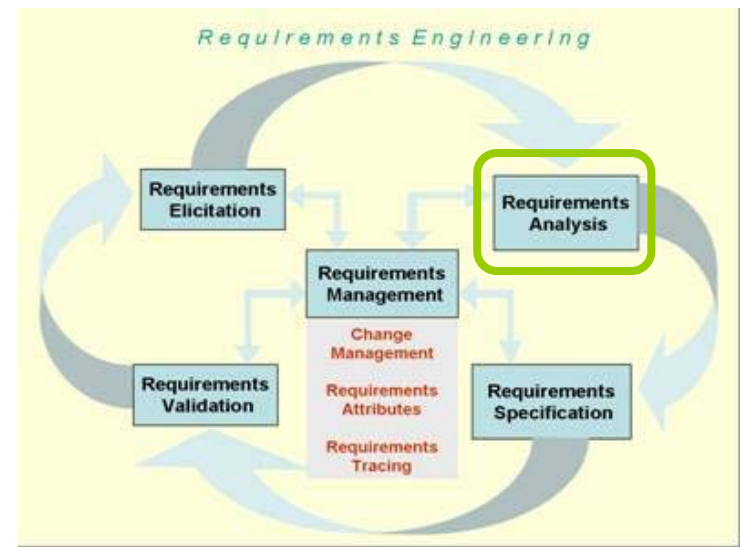 Requirements Engineering
Requirements
Elicitation
Requirements
Analysis
Requirements
Management
Change
Management
Requirements
Attributes
Requirements
Tracing
Requirements
Validation
Requirements
Specification